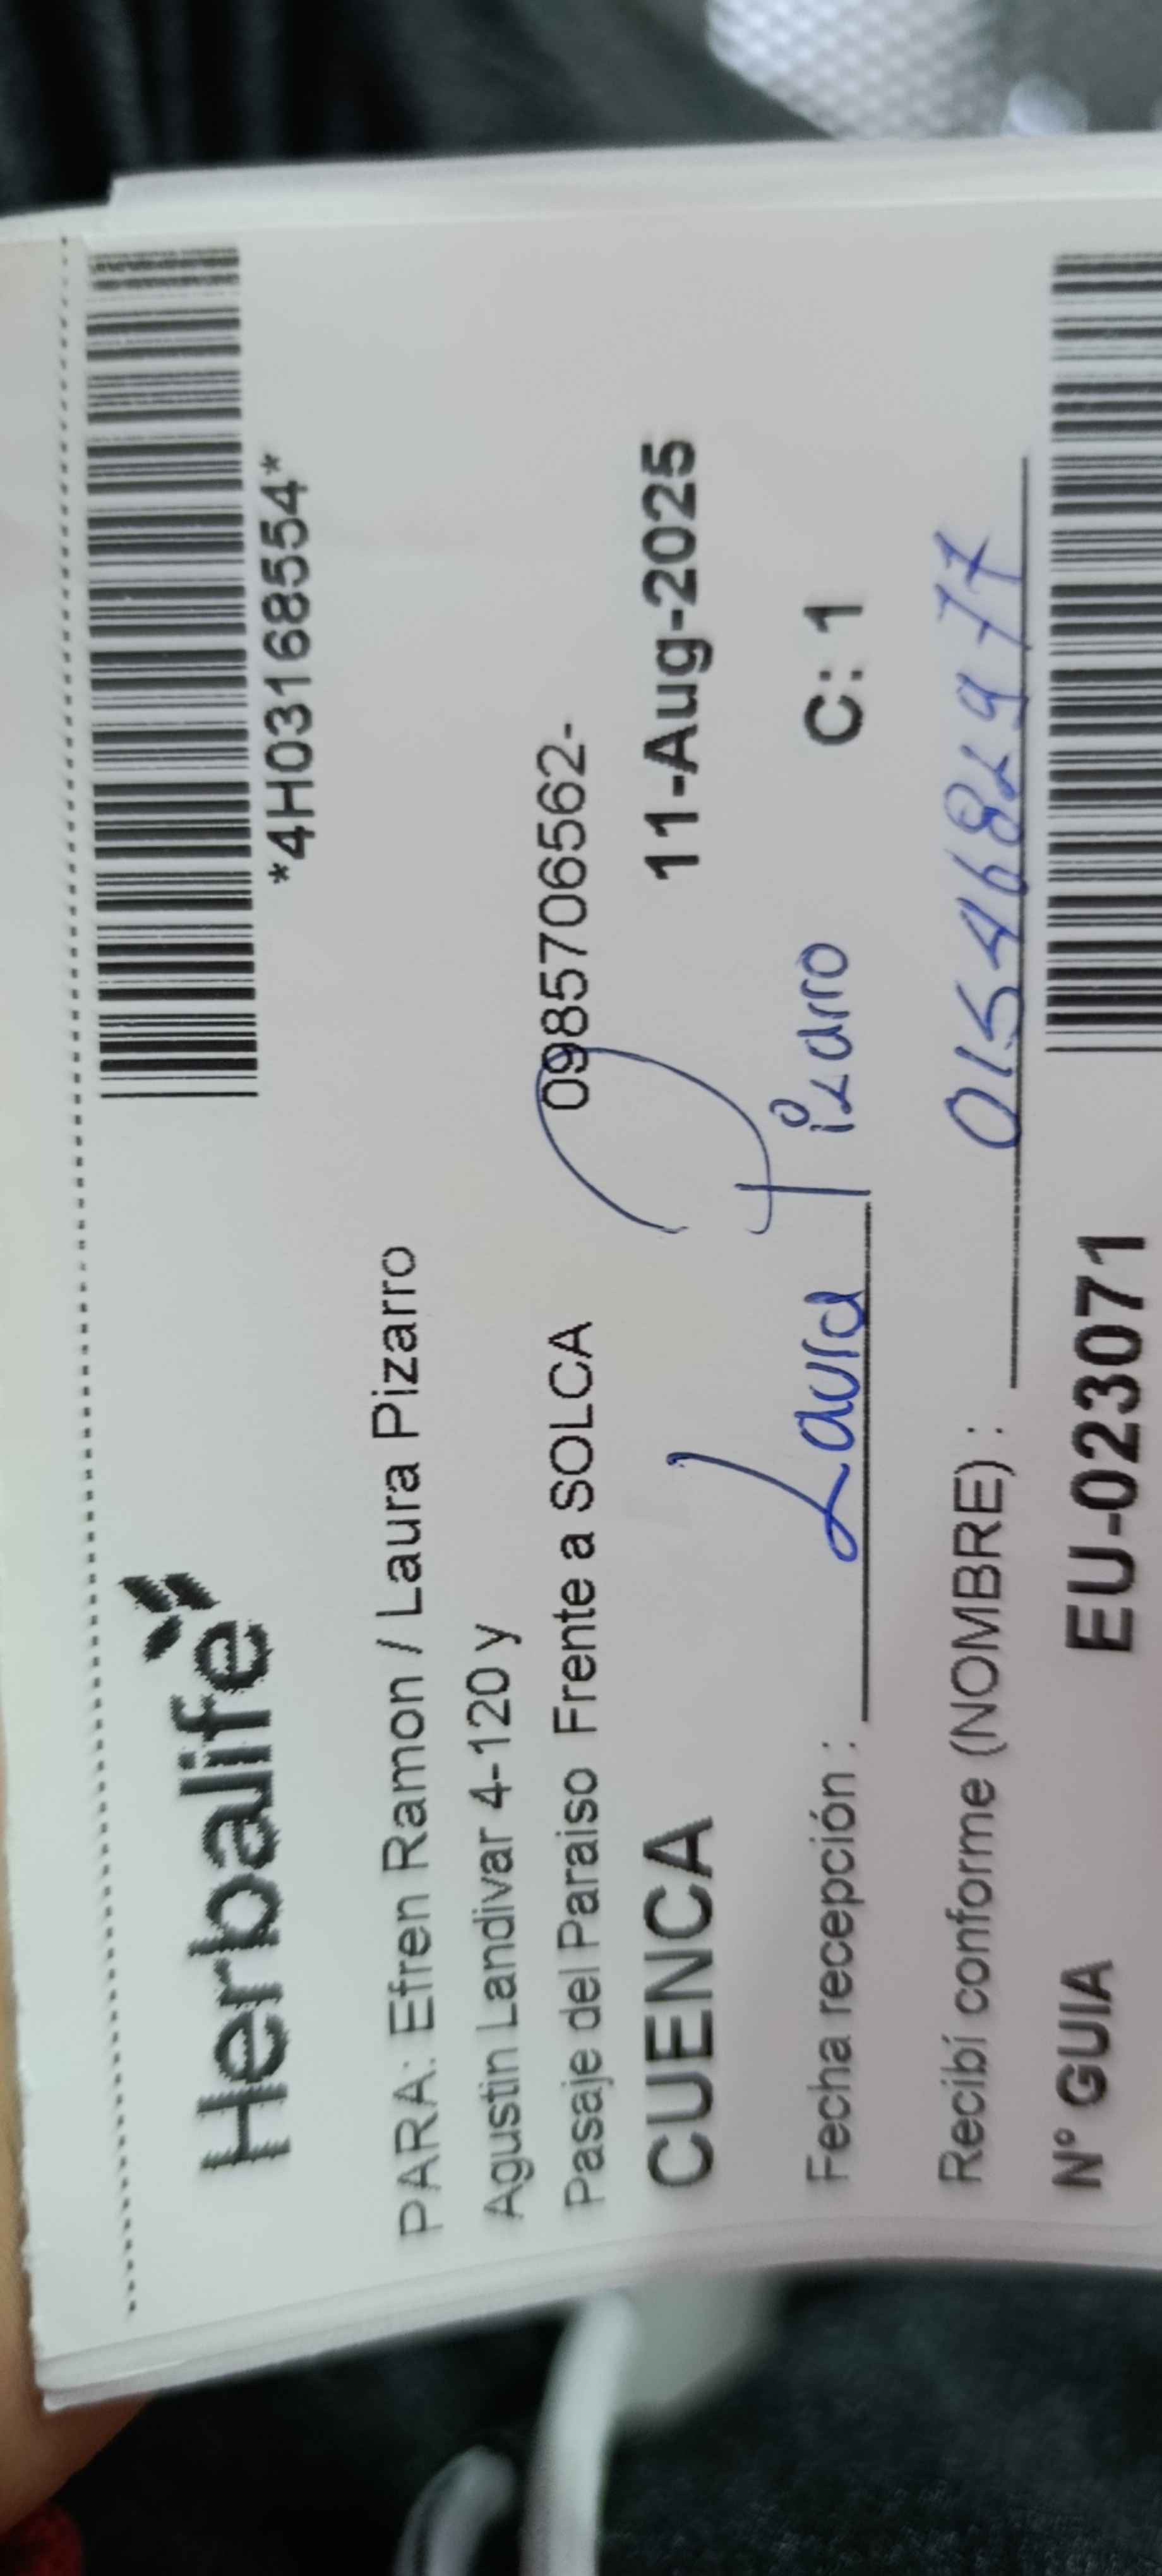 Herbalife
*4H03168554*
PARA: Efren Ramon / Laura Pizarro
Agustin Landivar 4-120 y
Pasaje del Paraiso Frente a SOLCA 0985706562-
CUENCA 11-Aug-2025
Fecha recepción : Laura Pizarro C: 1
Recibí conforme (NOMBRE) :
Nº GUIA EU-023071